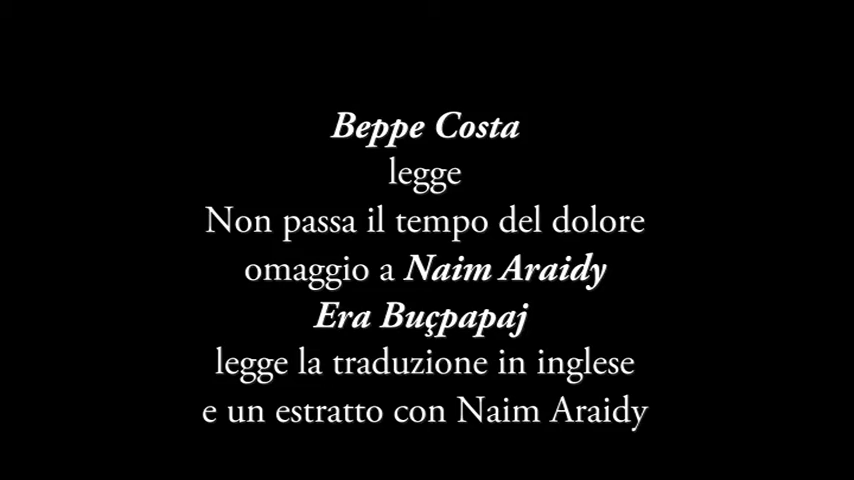 Beppe Costa
legge
Non passa il tempo del dolore
omaggio a Naim Araidy
Era Buçpapaj
legge la traduzione in inglese
e un estratto con Naim Araidy